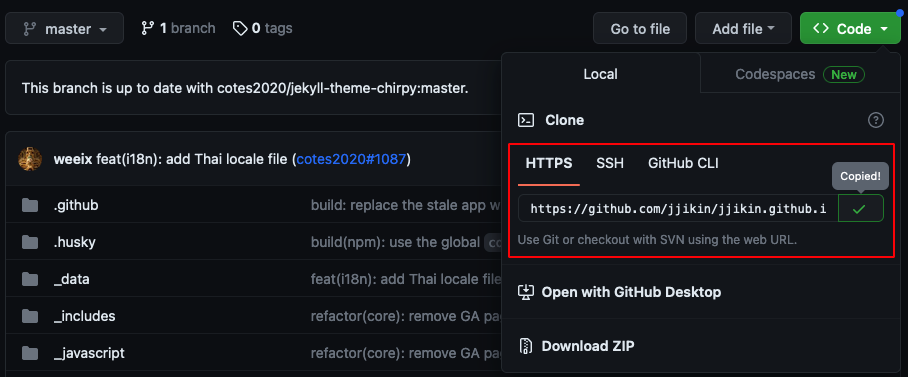 master 1 branch 0 tags Go to file Add file <> Code
Local Codespaces New
This branch is up to date with cotes2020/jekyll-theme-chirpy:master.
Clone ?
weeix feat(i18n): add Thai locale file (cotes2020#1087)
HTTPS SSH GitHub CLI
Copied!
https://github.com/jjikin/jjikin.github.i
Use Git or checkout with SVN using the web URL.
.github build: replace the stale app w
.husky build(npm): use the global
_data feat(i18n): add Thai locale file
_includes refactor(core): remove GA pag
_javascript refactor(core): remove GA pag
Open with GitHub Desktop
Download ZIP